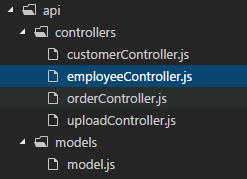 api
controllers
customerController.js
employeeController.js
orderController.js
uploadController.js
models
model.js